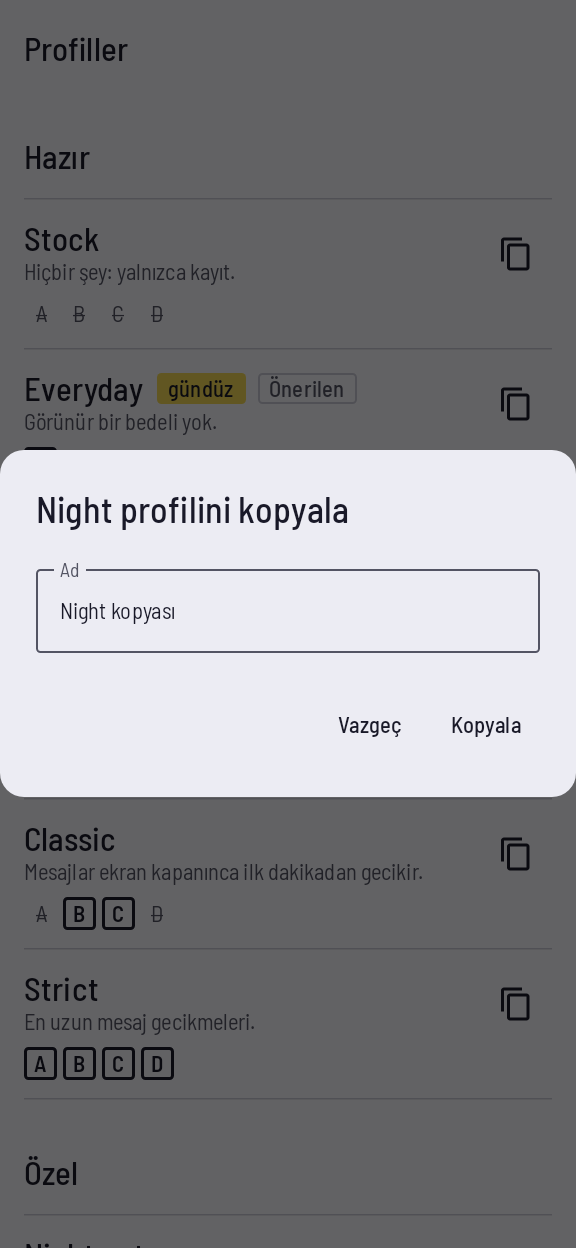 Profiller
Hazır
Stock
Hiçbir şey: yalnızca kayıt.
A B C D
Everyday gündüz Önerilen
Görünür bir bedeli yok.
Night profilini kopyala
Ad
Night kopyası
Vazgeç Kopyala
Classic
Mesajlar ekran kapanınca ilk dakikadan gecikir.
A B C D
Strict
En uzun mesaj gecikmeleri.
A B C D
Özel